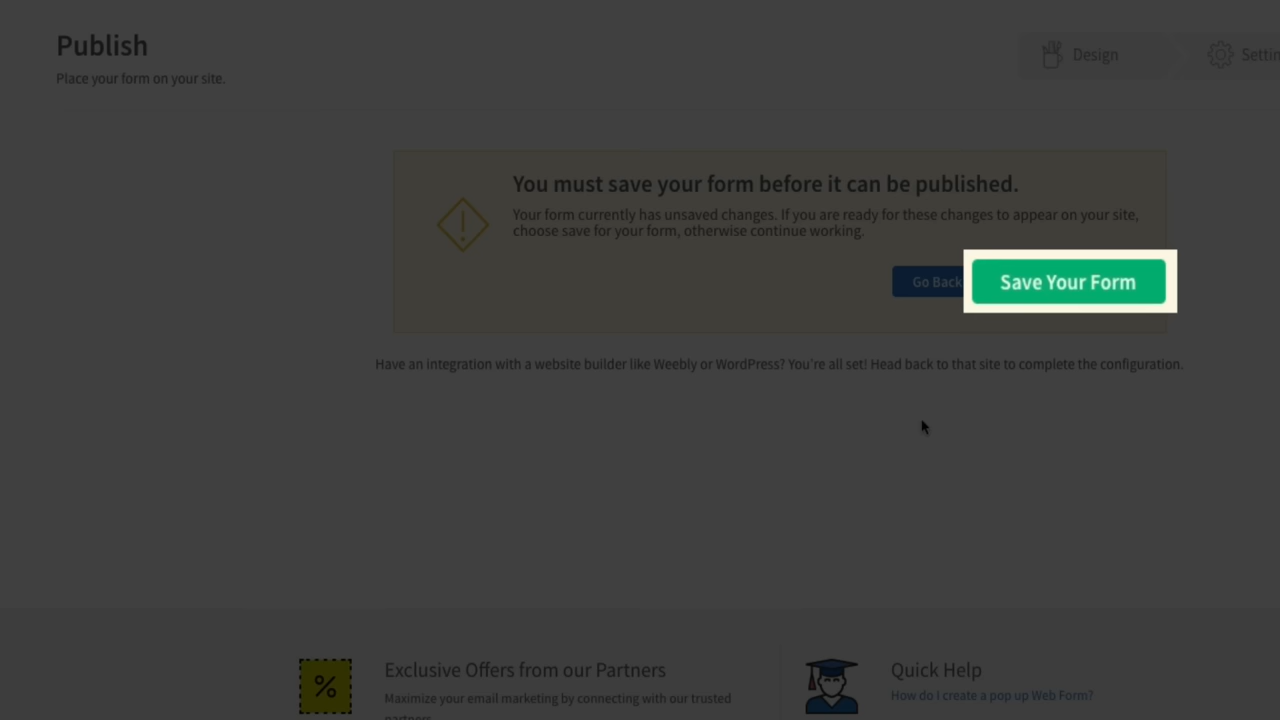 Publish
Place your form on your site.
Design
You must save your form before it can be published.
Your form currently has unsaved changes. If you are ready for these changes to appear on your site,
choose save for your form, otherwise continue working.
Go Back
Save Your Form
Have an integration with a website builder like Weebly or WordPress? You're all set! Head back to that site to complete the configuration.
%
Exclusive Offers from our Partners
Maximize your email marketing by connecting with our trusted
Quick Help
How do I create a pop up Web Form?